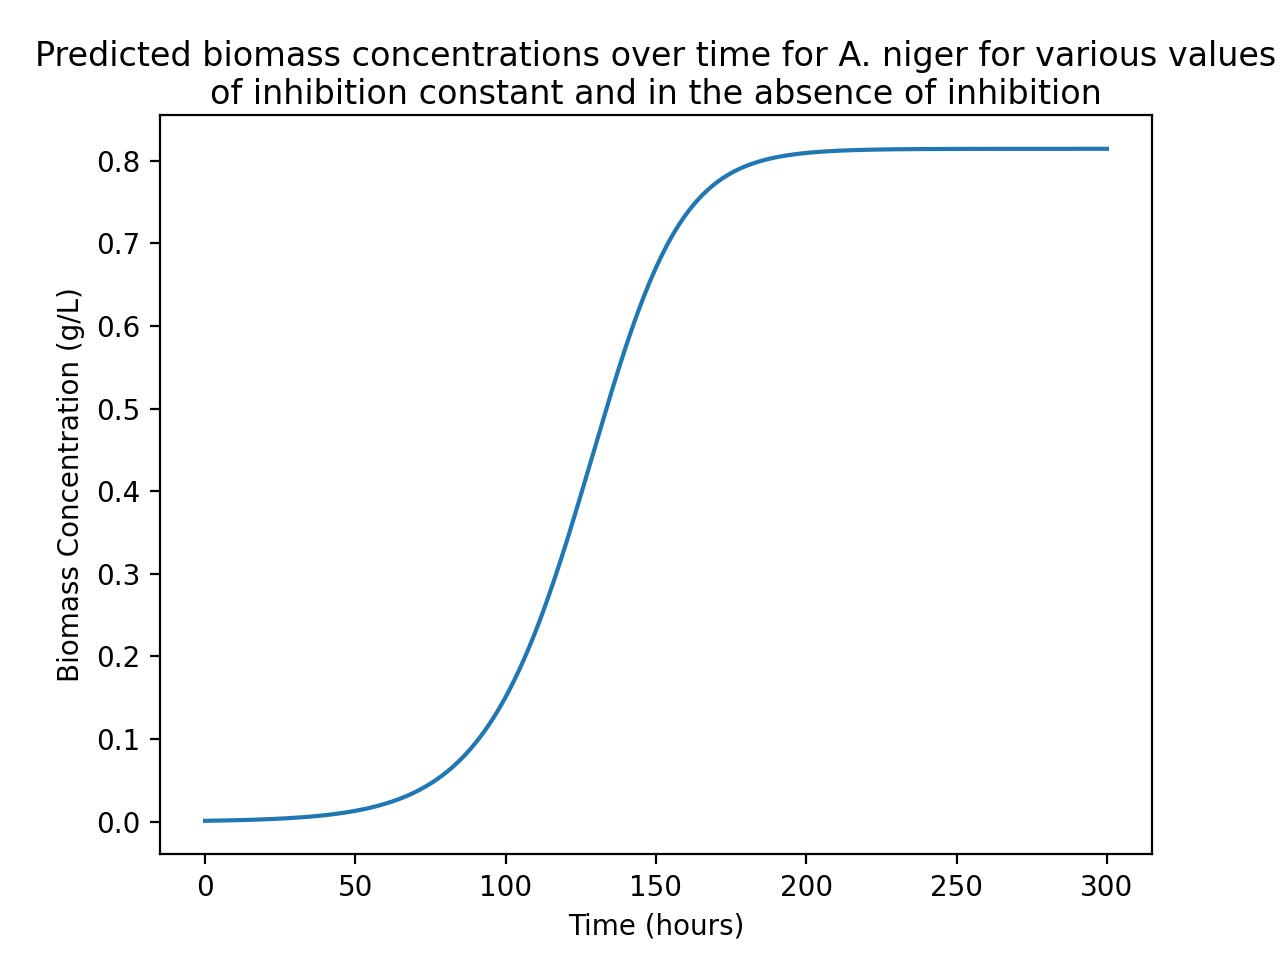 Predicted biomass concentrations over time for A. niger for various values
of inhibition constant and in the absence of inhibition
Biomass Concentration (g/L)
0.8
0.7
0.6
0.5
0.4
0.3
0.2
0.1
0.0
0 50 100 150 200 250 300
Time (hours)